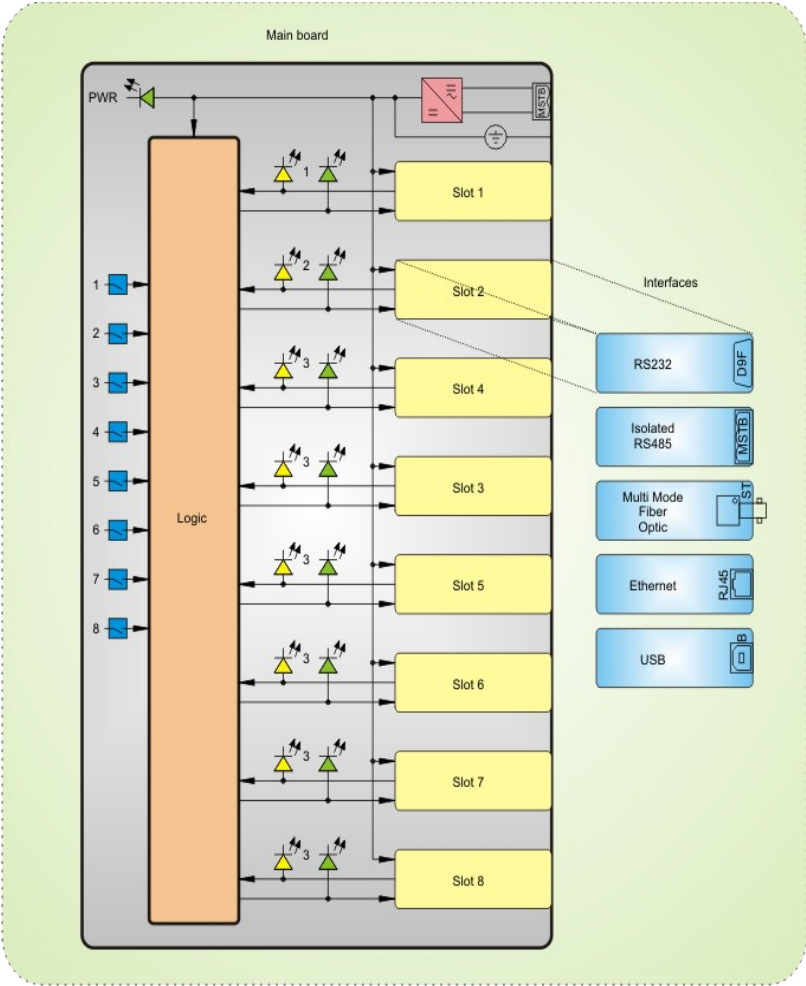 Main board
PWR
MSTB
1
Slot 1
2
Slot 2
3
Slot 4
3
Slot 3
3
Slot 5
3
Slot 6
3
Slot 7
3
Slot 8
1
2
3
4
5
6
7
8
Logic
Interfaces
RS232
D9F
Isolated
RS485
MSTB
Multi Mode
Fiber
Optic
ST
Ethernet
RJ45
USB
B